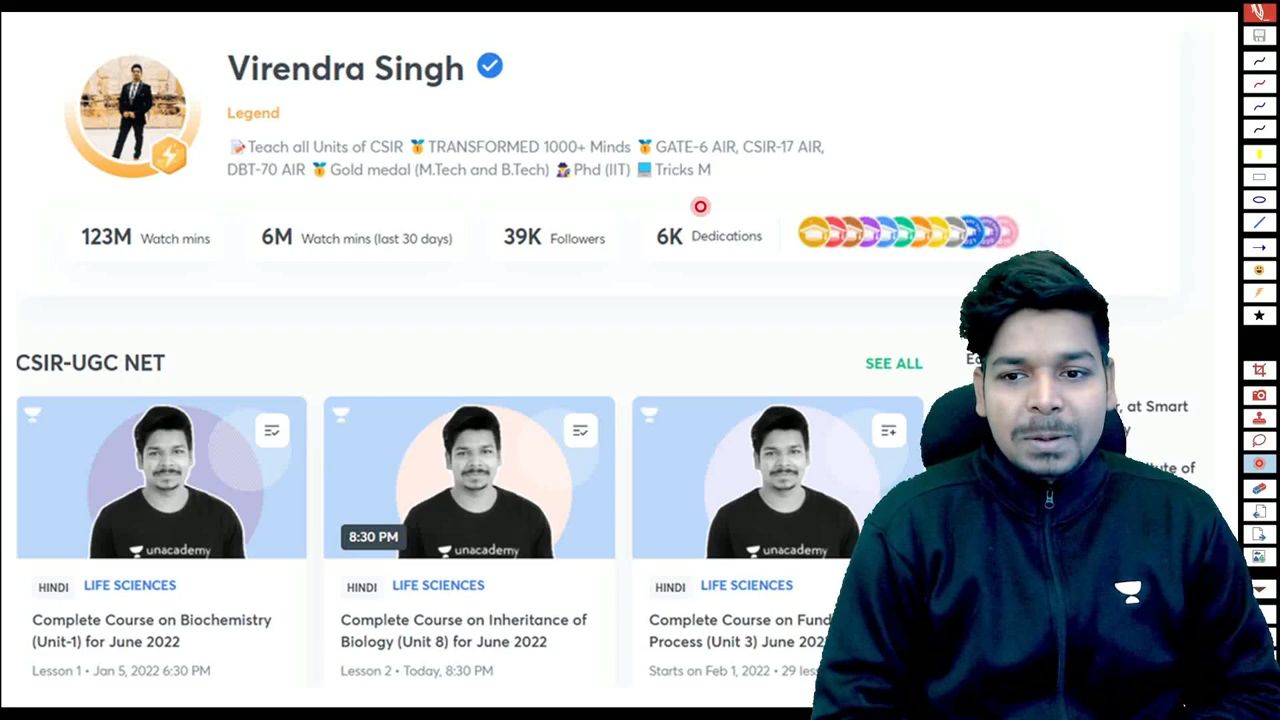 Virendra Singh
Legend
Teach all Units of CSIR 🥇TRANSFORMED 1000+ Minds 🥇GATE-6 AIR, CSIR-17 AIR,
DBT-70 AIR 🥇Gold medal (M.Tech and B.Tech) Phd (IIT) 💻Tricks M
123M Watch mins
6M Watch mins (last 30 days)
39K Followers
6K Dedications
CSIR-UGC NET
SEE ALL
, at Smart
of
unacademy
8:30 PM
unacademy
unacademy
HINDI LIFE SCIENCES
HINDI LIFE SCIENCES
HINDI LIFE SCIENCES
Complete Course on Biochemistry
(Unit-1) for June 2022
Complete Course on Inheritance of
Biology (Unit 8) for June 2022
Complete Course on
Process (Unit 3) June
Lesson 1 • Jan 5, 2022 6:30 PM
Lesson 2 • Today, 8:30 PM
Starts on Feb 1, 2022 • 29